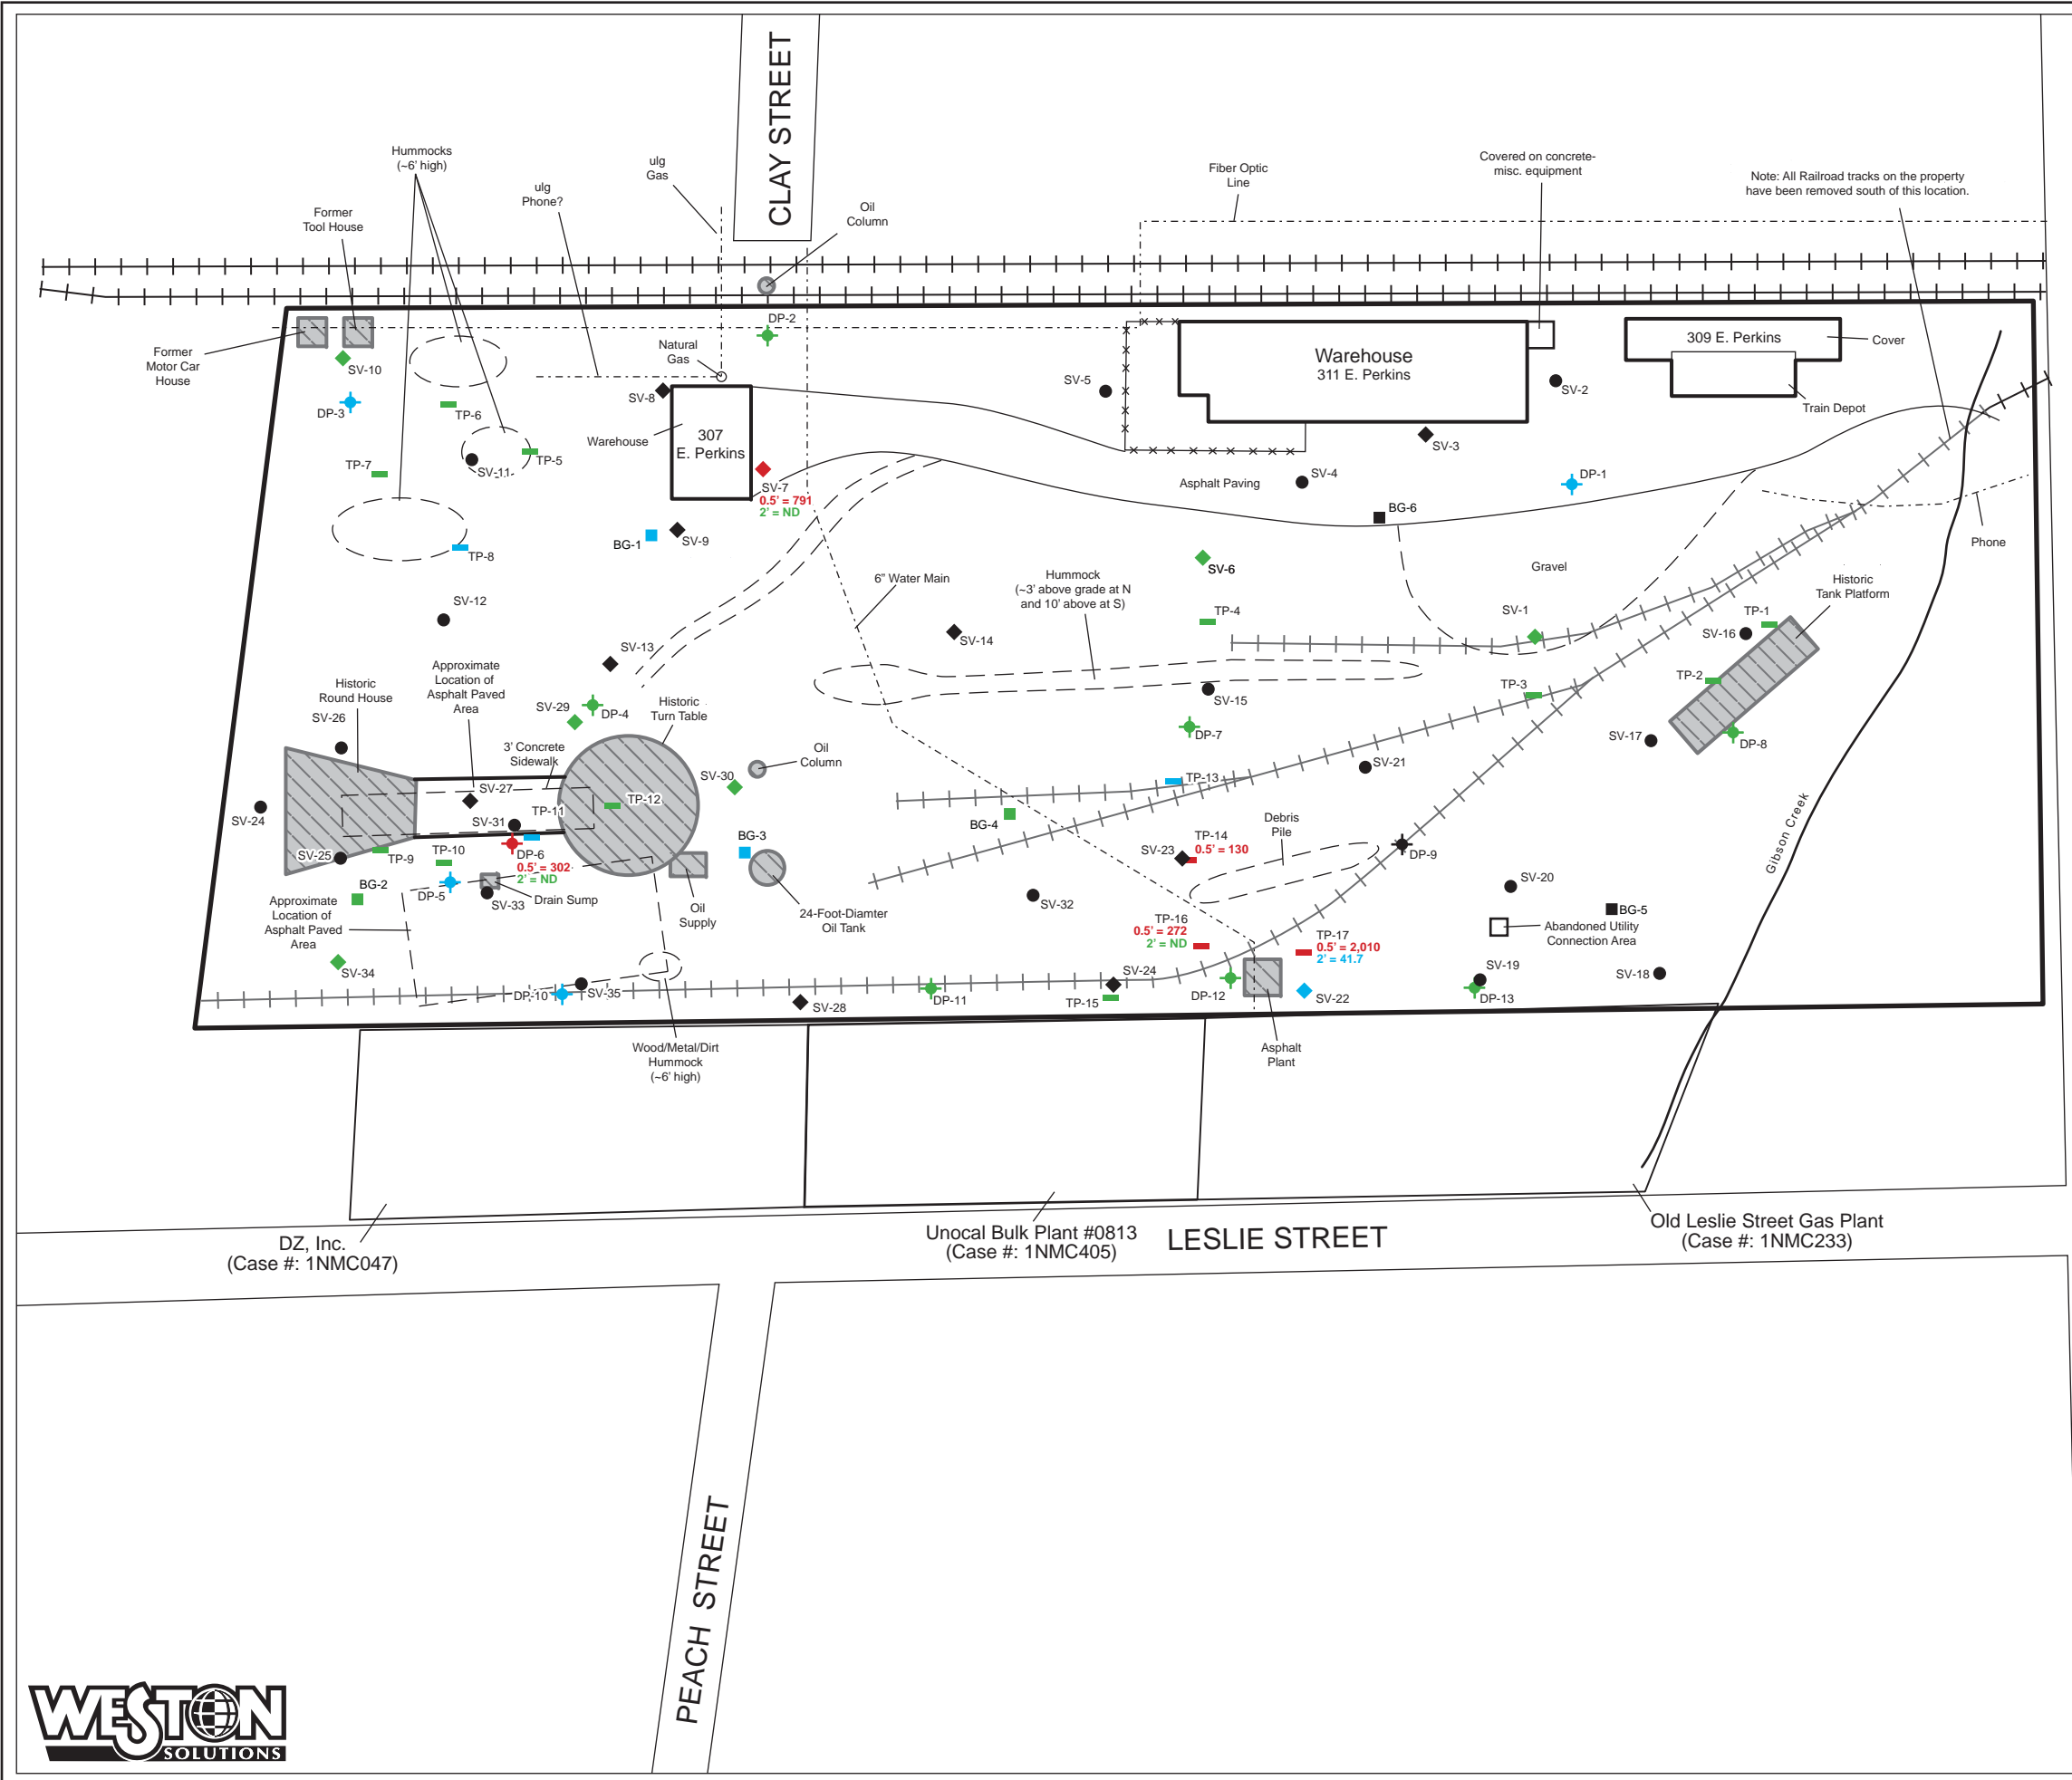 CLAY STREET
Hummocks
(~6' high)
ulg
Gas
ulg
Phone?
Former
Tool House
Oil
Column
Fiber Optic
Line
Covered on concrete-
misc. equipment
Note: All Railroad tracks on the property
have been removed south of this location.
Former
Motor Car
House
SV-10
DP-3
TP-6
TP-7
SV-11
TP-5
TP-8
Natural
Gas
DP-2
SV-8
Warehouse
307
E. Perkins
SV-7
0.5' = 791
2' = ND
BG-1
SV-9
SV-5
Warehouse
311 E. Perkins
SV-2
SV-3
SV-4
Asphalt Paving
309 E. Perkins
Cover
Train Depot
DP-1
BG-6
Phone
Gravel
SV-6
6" Water Main
Hummock
(~3' above grade at N
and 10' above at S)
TP-4
SV-1
Historic
Tank Platform
TP-1
SV-16
TP-2
TP-3
SV-12
SV-13
SV-14
SV-15
DP-7
SV-17
DP-8
Approximate
Location of
Asphalt Paved
Area
Historic
Round House
SV-26
SV-29
DP-4
Historic
Turn Table
3' Concrete
Sidewalk
Oil
Column
SV-30
SV-27
TP-11
TP-12
SV-24
SV-31
SV-25
TP-9
TP-10
DP-6
0.5' = 302
2' = ND
BG-3
TP-13
SV-21
BG-4
TP-14
0.5' = 130
SV-23
Debris
Pile
DP-9
Gibson Creek
BG-2
DP-5
SV-33
Drain Sump
Oil
Supply
24-Foot-Diamter
Oil Tank
SV-32
SV-20
BG-5
Abandoned Utility
Connection Area
Approximate
Location of
Asphalt Paved
Area
SV-34
TP-16
0.5' = 272
2' = ND
TP-17
0.5' = 2,010
2' = 41.7
DP-10
SV-35
SV-28
DP-11
SV-24
TP-15
DP-12
SV-22
SV-19
DP-13
SV-18
Wood/Metal/Dirt
Hummock
(~6' high)
Asphalt
Plant
DZ, Inc.
(Case #: 1NMC047)
Unocal Bulk Plant #0813
(Case #: 1NMC405)
LESLIE STREET
Old Leslie Street Gas Plant
(Case #: 1NMC233)
PEACH STREET
WESTON
SOLUTIONS